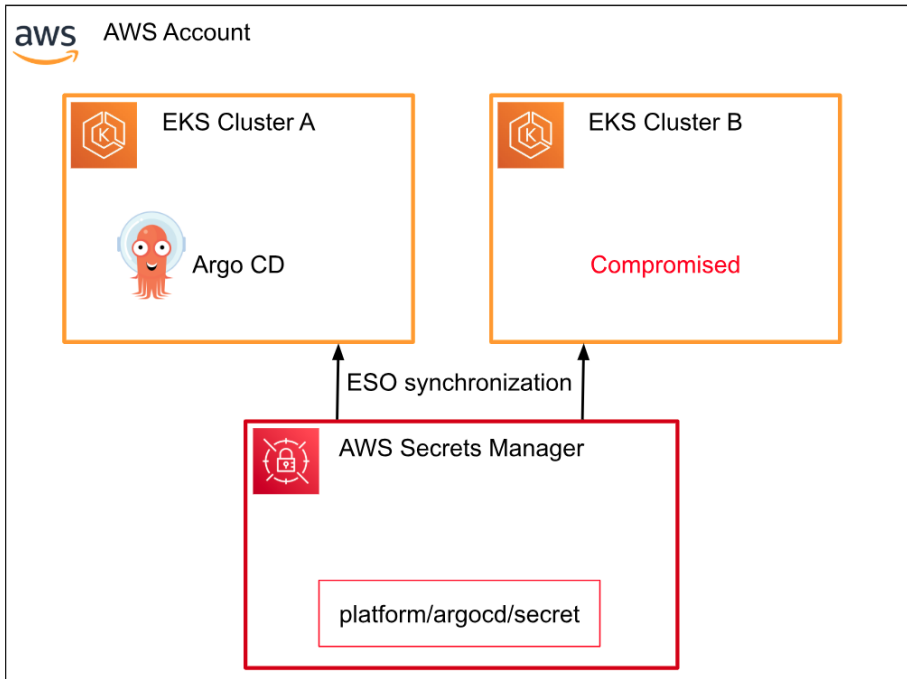 aws AWS Account
EKS Cluster A
EKS Cluster B
Argo CD
Compromised
ESO synchronization
AWS Secrets Manager
platform/argocd/secret